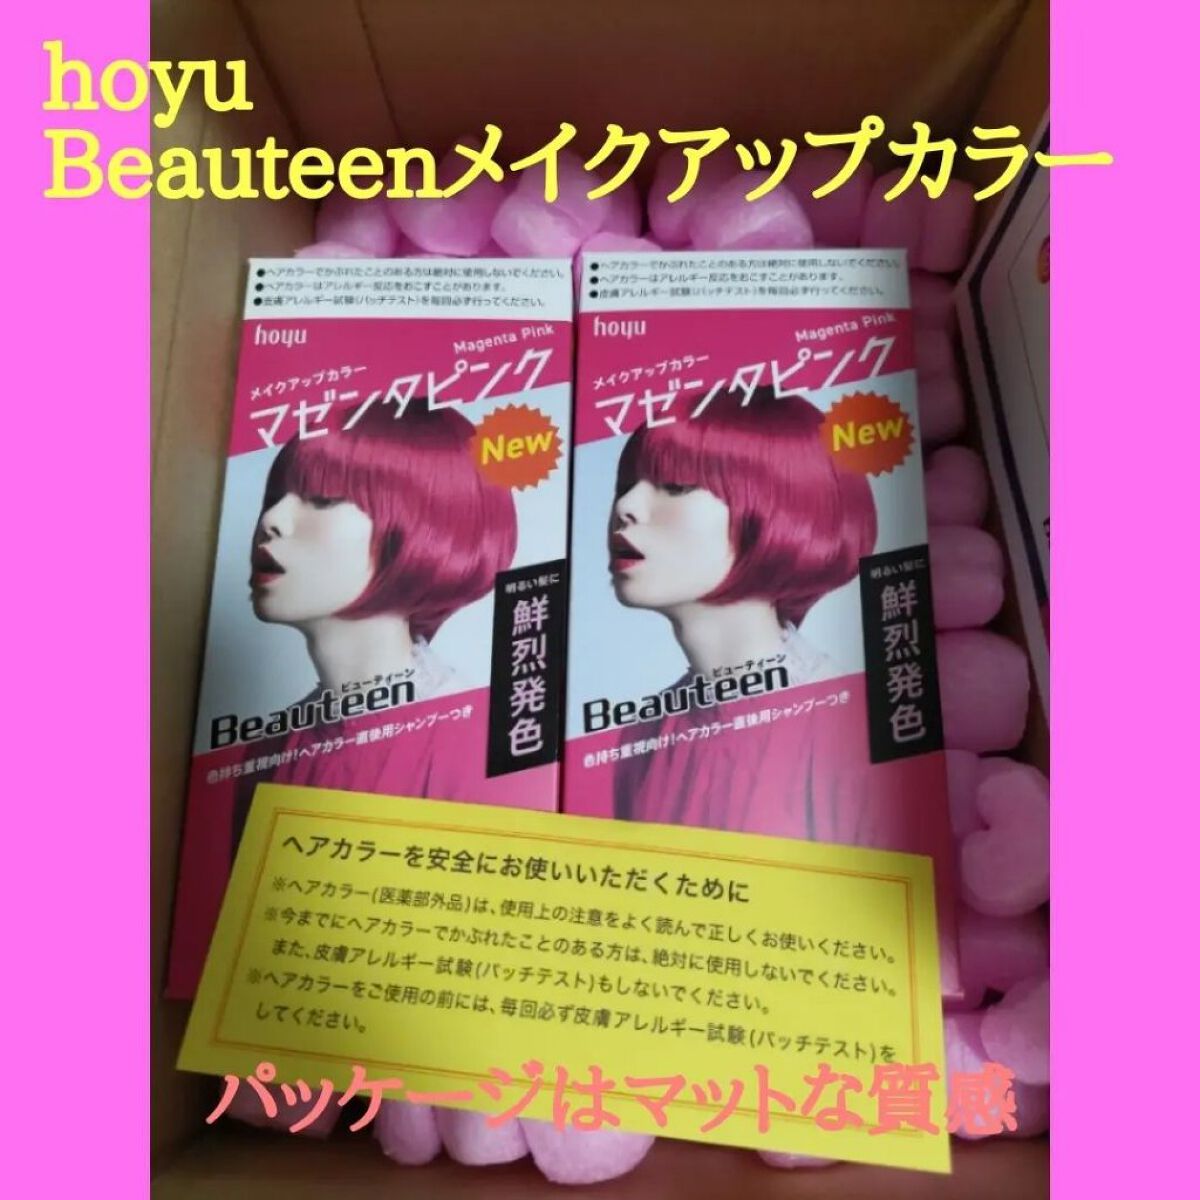 hoyu
Beauteenメイクアップカラー
●ヘアカラーでかぶれたことのある方は絶対に使用しないでください。
●ヘアカラーはアレルギー反応をおこすことがあります。
●皮膚アレルギー試験(パッチテスト)を毎回必ず行ってください。
hoyu
Magenta Pink
メイクアップカラー
マゼンタピンク
New
明るい髪に
鮮烈発色
ビューティーン
Beauteen
色持ち重視向け!ヘアカラー直後用シャンプーつき
●ヘアカラーでかぶれたことのある方は絶対に使用しないでください。
●ヘアカラーはアレルギー反応をおこすことがあります。
●皮膚アレルギー試験(パッチテスト)を毎回必ず行ってください。
hoyu
Magenta Pink
メイクアップカラー
マゼンタピンク
New
明るい髪に
鮮烈発色
ビューティーン
Beauteen
色持ち重視向け!ヘアカラー直後用シャンプーつき
ヘアカラーを安全にお使いいただくために
※ヘアカラー(医薬部外品)は、使用上の注意をよく読んで正しくお使いください。
※今までにヘアカラーでかぶれたことのある方は、絶対に使用しないでください。
また、皮膚アレルギー試験(パッチテスト)もしないでください。
※ヘアカラーをご使用の前には、毎回必ず皮膚アレルギー試験(パッチテスト)を
してください。
パッケージはマットな質感